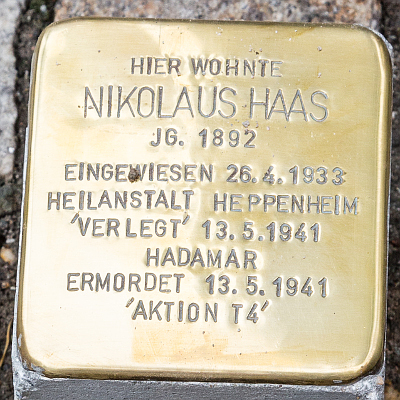 HIER WOHNTE
NIKOLAUS HAAS
JG. 1892
EINGEWIESEN 26.4.1933
HEILANSTALT HEPPENHEIM
'VERLEGT' 13.5.1941
HADAMAR
ERMORDET 13.5.1941
'AKTION T4'